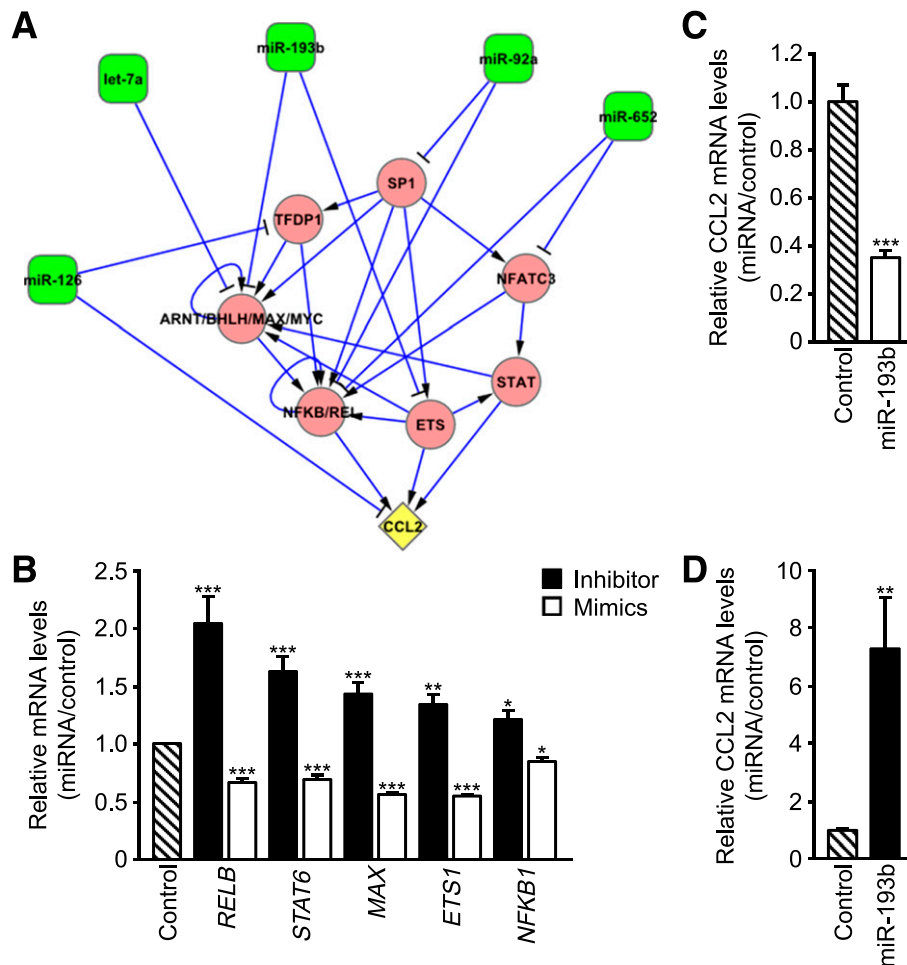 A
miR-193b
miR-92a
let-7a
miR-652
SP1
TFDP1
miR-126
NFATC3
ARNT/BHLH/MAX/MYC
STAT
NFKB/REL
ETS
CCL2
B
Relative mRNA levels
(miRNA/control)
2.5
2.0
1.5
1.0
0.5
0
Inhibitor
Mimics
***
***
***
***
***
***
**
***
*
*
Control
RELB
STAT6
MAX
ETS1
NFKB1
C
Relative CCL2 mRNA levels
(miRNA/control)
1.2
1.0
0.8
0.6
0.4
0.2
0
***
Control
miR-193b
D
Relative CCL2 mRNA levels
(miRNA/control)
10
8
6
4
2
0
**
Control
miR-193b